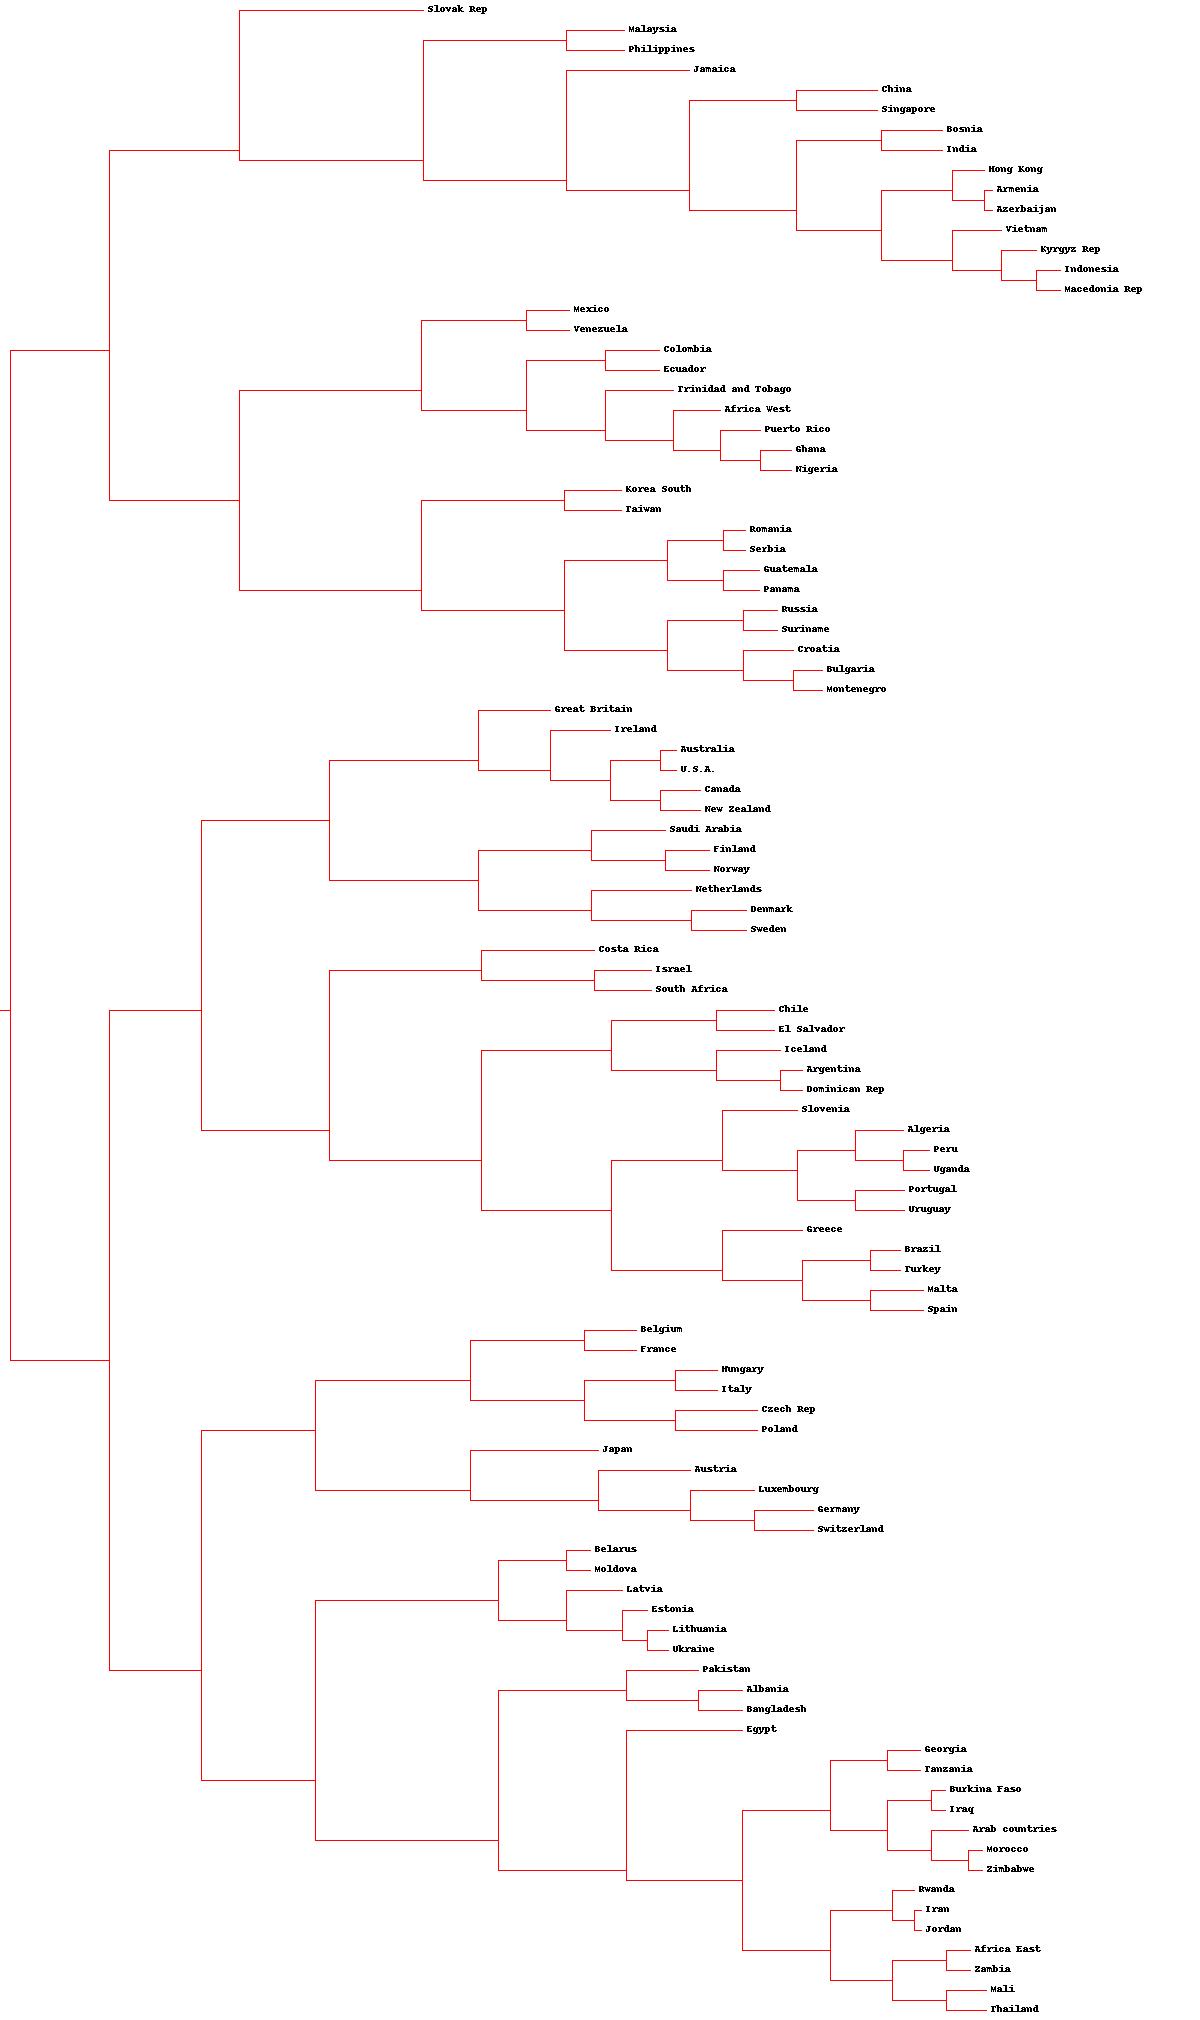 Slovak Rep
Malaysia
Philippines
Jamaica
China
Singapore
Bosnia
India
Hong Kong
Armenia
Azerbaijan
Vietnam
Kyrgyz Rep
Indonesia
Macedonia Rep
Mexico
Venezuela
Colombia
Ecuador
Trinidad and Tobago
Africa West
Puerto Rico
Ghana
Nigeria
Korea South
Taiwan
Romania
Serbia
Guatemala
Panama
Russia
Suriname
Croatia
Bulgaria
Montenegro
Great Britain
Ireland
Australia
U.S.A.
Canada
New Zealand
Saudi Arabia
Finland
Norway
Netherlands
Denmark
Sweden
Costa Rica
Israel
South Africa
Chile
El Salvador
Iceland
Argentina
Dominican Rep
Slovenia
Algeria
Peru
Uganda
Portugal
Uruguay
Greece
Brazil
Turkey
Malta
Spain
Belgium
France
Hungary
Italy
Czech Rep
Poland
Japan
Austria
Luxembourg
Germany
Switzerland
Belarus
Moldova
Latvia
Estonia
Lithuania
Ukraine
Pakistan
Albania
Bangladesh
Egypt
Georgia
Tanzania
Burkina Faso
Iraq
Arab countries
Morocco
Zimbabwe
Rwanda
Iran
Jordan
Africa East
Zambia
Mali
Thailand